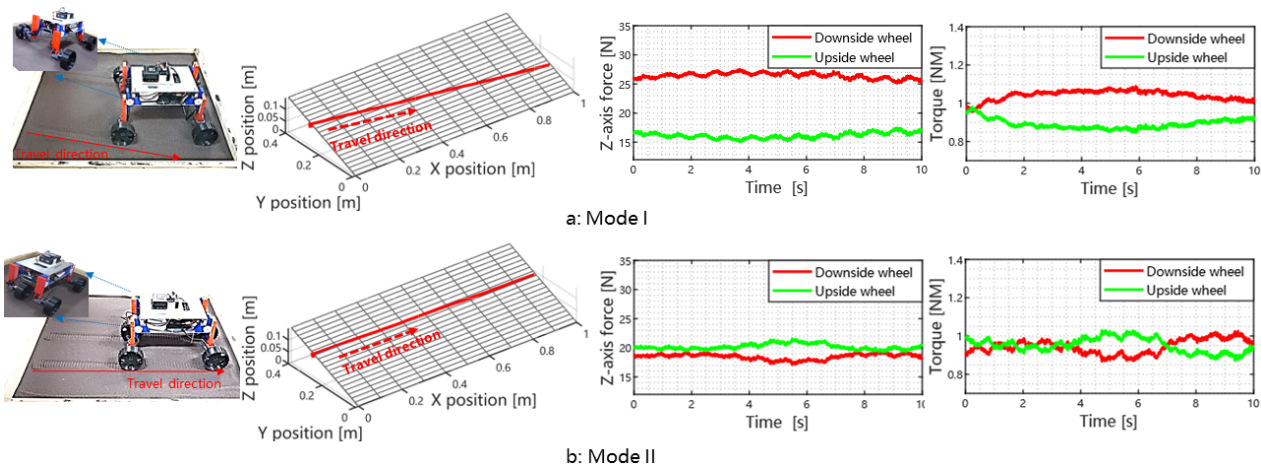 a
Travel direction
Z position [m]
0.1
0.05
0
0.4
0.2
0
Y position [m]
0
0.2
0.4
0.6
0.8
1
X position [m]
Travel direction
Z-axis force [N]
35
30
25
20
15
Downside wheel
Upside wheel
0 2 4 6 8 10
Time [s]
Torque [NM]
1.4
1.2
1
0.8
Downside wheel
Upside wheel
0 2 4 6 8 10
Time [s]
a: Mode I
b
Travel direction
Z position [m]
0.1
0.05
0
0.4
0.2
0
Y position [m]
0
0.2
0.4
0.6
0.8
1
X position [m]
Travel direction
Z-axis force [N]
35
30
25
20
15
Downside wheel
Upside wheel
0 2 4 6 8 10
Time [s]
Torque [NM]
1.4
1.2
1
0.8
Downside wheel
Upside wheel
0 2 4 6 8 10
Time [s]
b: Mode II